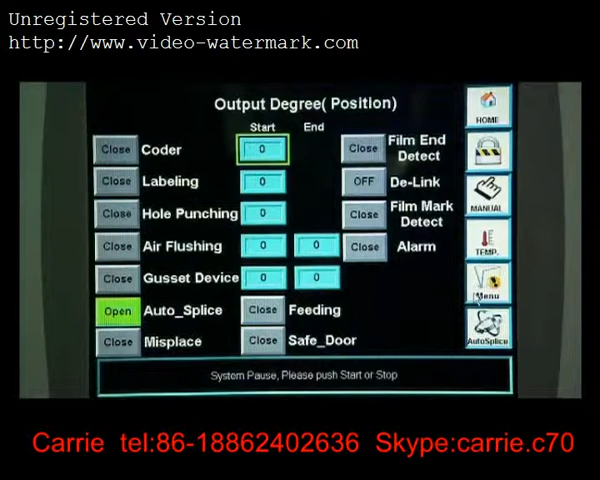 Unregistered Version
http://www.video-watermark.com
Output Degree( Position)
Start End
Close Coder 0 Close Film End Detect
Close Labeling 0 OFF De-Link
Close Hole Punching 0 Close Film Mark Detect
Close Air Flushing 0 0 Close Alarm
Close Gusset Device 0 0
Open Auto_Splice Close Feeding
Close Misplace Close Safe_Door
System Pause, Please push Start or Stop
HOME
MANUAL
TEMP.
Menu
AutoSplice
Carrie tel:86-18862402636 Skype:carrie.c70